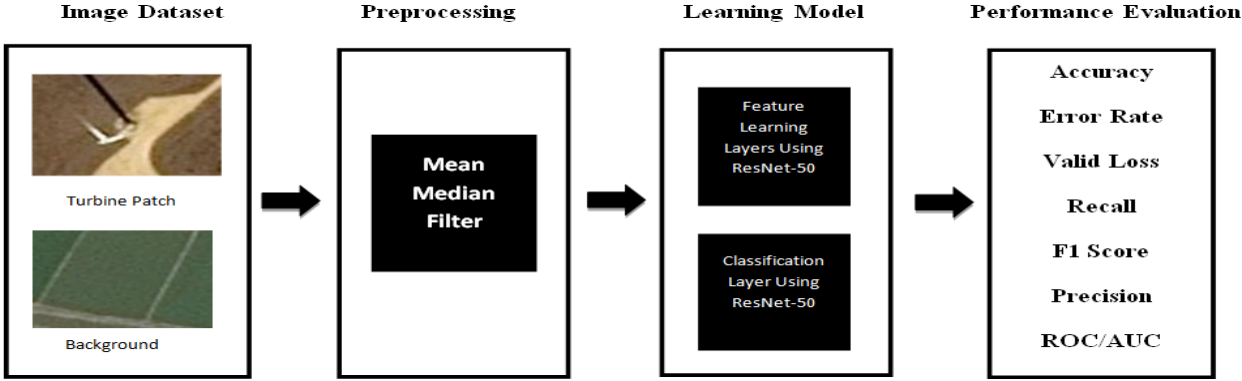 Image Dataset
Preprocessing
Learning Model
Performance Evaluation
Turbine Patch
Background
Mean
Median
Filter
Feature
Learning
Layers Using
ResNet-50
Classification
Layer Using
ResNet-50
Accuracy
Error Rate
Valid Loss
Recall
F1 Score
Precision
ROC/AUC